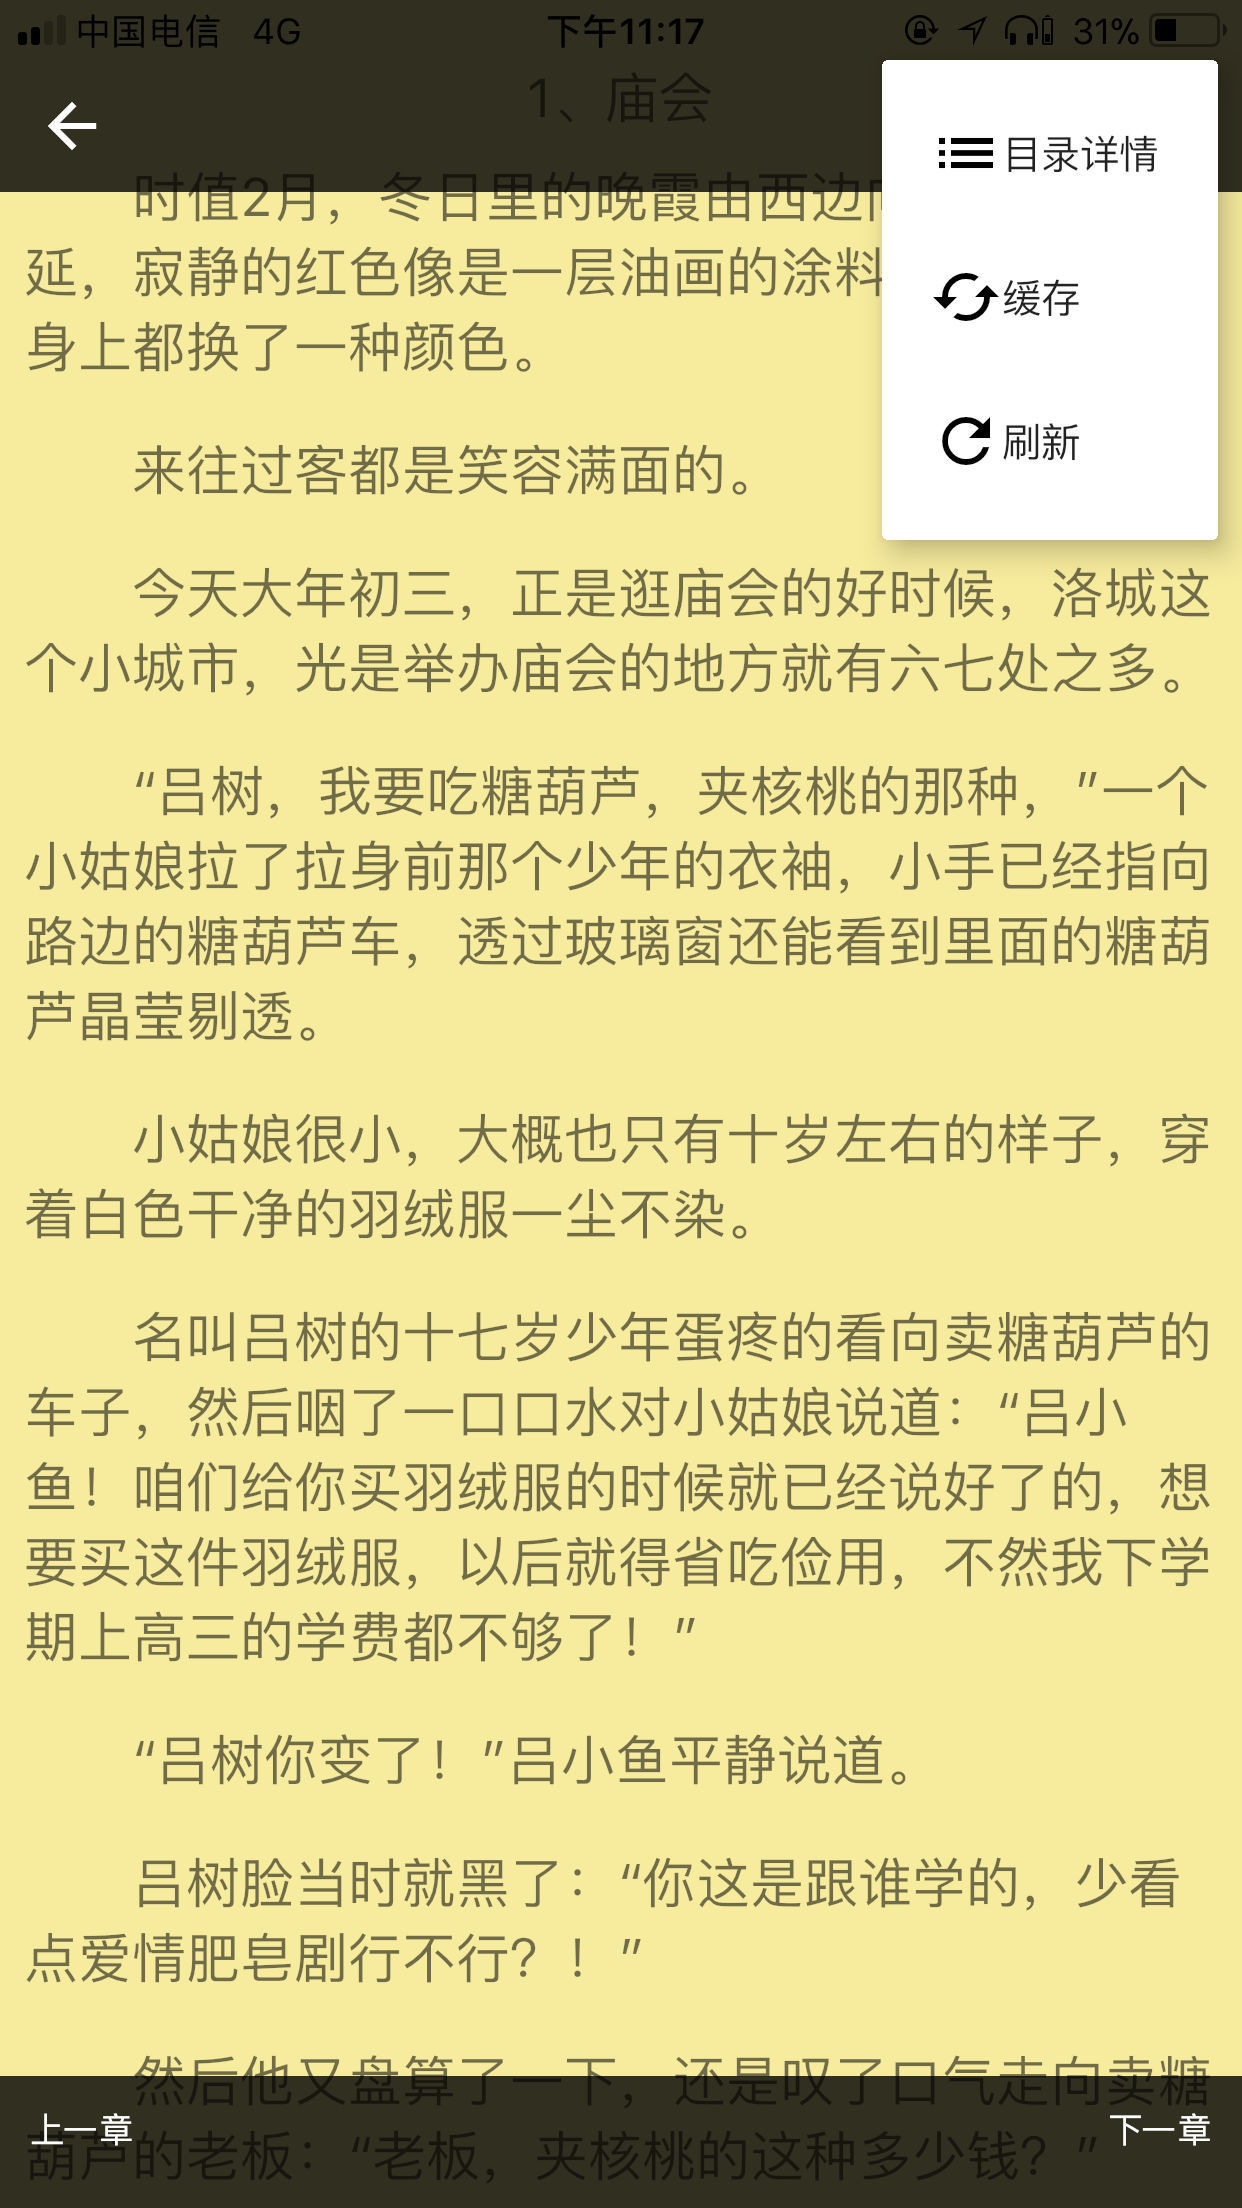 中国电信 4G 下午11:17 31%
1、庙会
目录详情
缓存
刷新
时值2月，冬日里的晚霞由西边
延，寂静的红色像是一层油画的涂料
身上都换了一种颜色。
来往过客都是笑容满面的。
今天大年初三，正是逛庙会的好时候，洛城这
个小城市，光是举办庙会的地方就有六七处之多。
“吕树，我要吃糖葫芦，夹核桃的那种，”一个
小姑娘拉了拉身前那个少年的衣袖，小手已经指向
路边的糖葫芦车，透过玻璃窗还能看到里面的糖葫
芦晶莹剔透。
小姑娘很小，大概也只有十岁左右的样子，穿
着白色干净的羽绒服一尘不染。
名叫吕树的十七岁少年蛋疼的看向卖糖葫芦的
车子，然后咽了一口口水对小姑娘说道：“吕小
鱼！咱们给你买羽绒服的时候就已经说好了的，想
要买这件羽绒服，以后就得省吃俭用，不然我下学
期上高三的学费都不够了！”
“吕树你变了！”吕小鱼平静说道。
吕树脸当时就黑了：“你这是跟谁学的，少看
点爱情肥皂剧行不行？！”
然后他又盘算了一下，还是叹了口气走向卖糖
葫芦的老板：“老板，夹核桃的这种多少钱？”
上一章
下一章